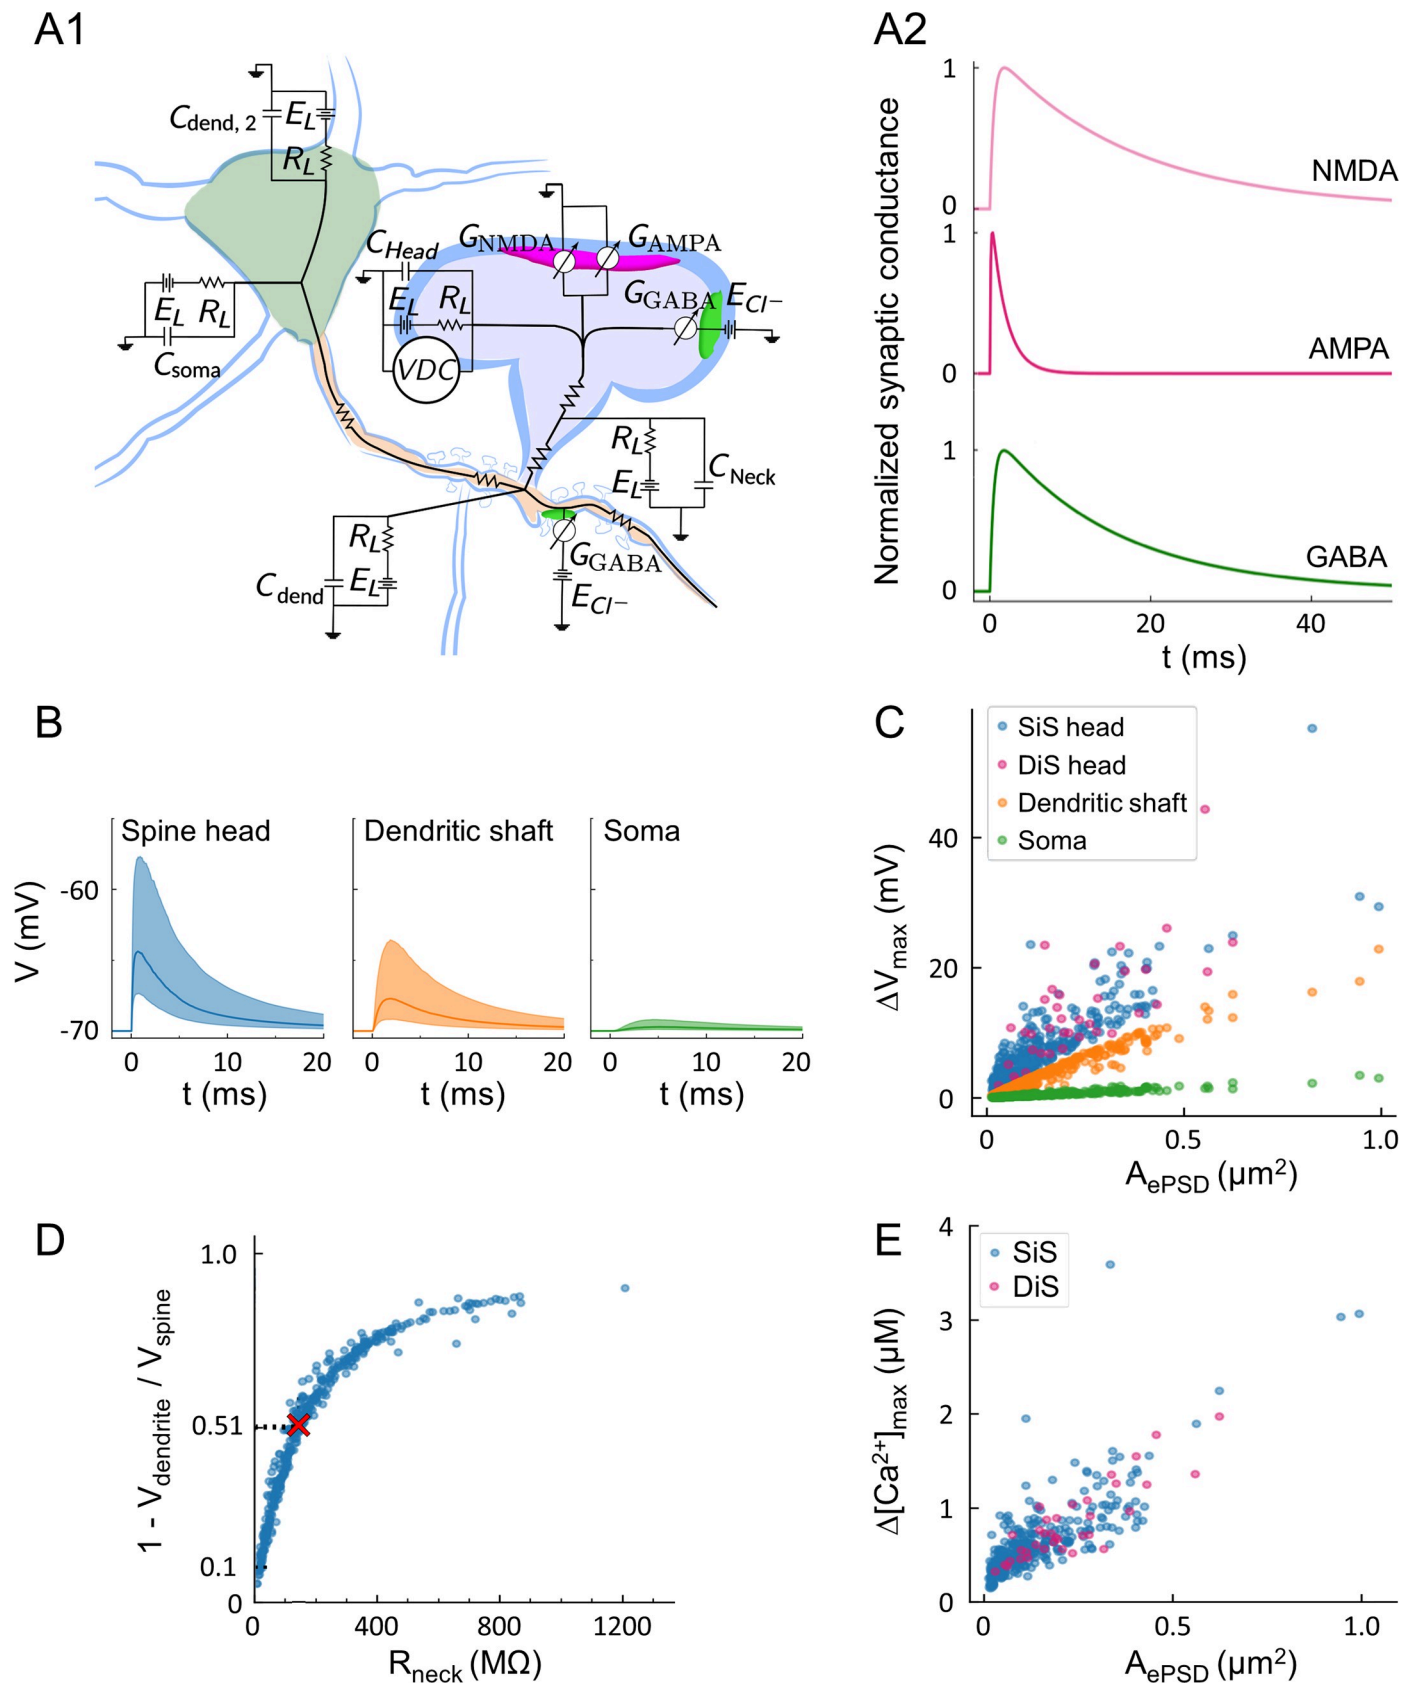 A1
C_dend, 2
E_L
R_L
E_L
R_L
C_soma
C_Head
E_L
R_L
VDC
G_NMDA
G_AMPA
G_GABA
E_Cl−
R_L
E_L
C_Neck
R_L
E_L
C_dend
G_GABA
E_Cl−
A2
Normalized synaptic conductance
1
0
NMDA
1
0
AMPA
1
0
GABA
0 20 40
t (ms)
B
V (mV)
-60
-70
Spine head
0 10 20
t (ms)
Dendritic shaft
0 10 20
t (ms)
Soma
0 10 20
t (ms)
C
SiS head
DiS head
Dendritic shaft
Soma
ΔV_max (mV)
40
20
0
0 0.5 1.0
A_ePSD (μm²)
D
1 - V_dendrite / V_spine
1.0
0.51
0.1
0
0 400 800 1200
R_neck (MΩ)
E
SiS
DiS
Δ[Ca²⁺]_max (μM)
4
3
2
1
0
0 0.5 1.0
A_ePSD (μm²)